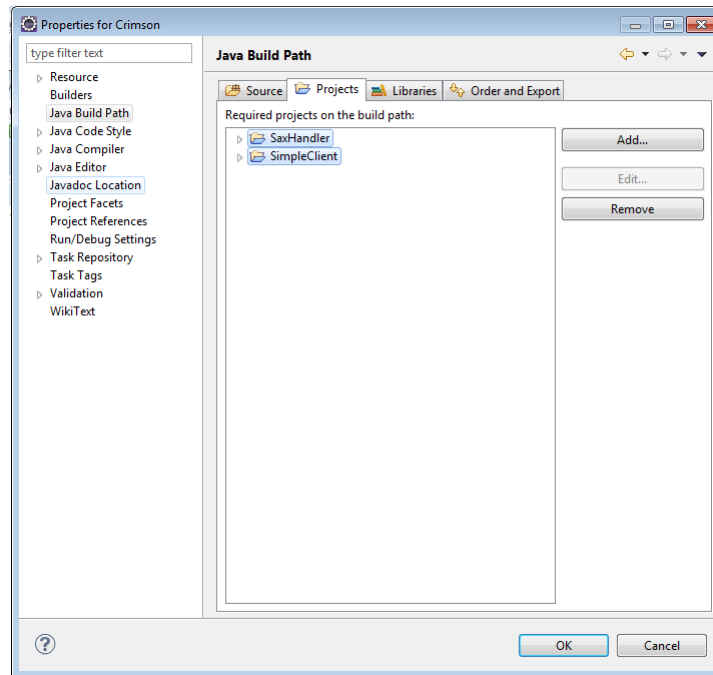 Properties for Crimson
type filter text
Resource
Builders
Java Build Path
Java Code Style
Java Compiler
Java Editor
Javadoc Location
Project Facets
Project References
Run/Debug Settings
Task Repository
Task Tags
Validation
WikiText
Java Build Path
Source Projects Libraries Order and Export
Required projects on the build path:
SaxHandler
SimpleClient
Add...
Edit...
Remove
?
OK Cancel